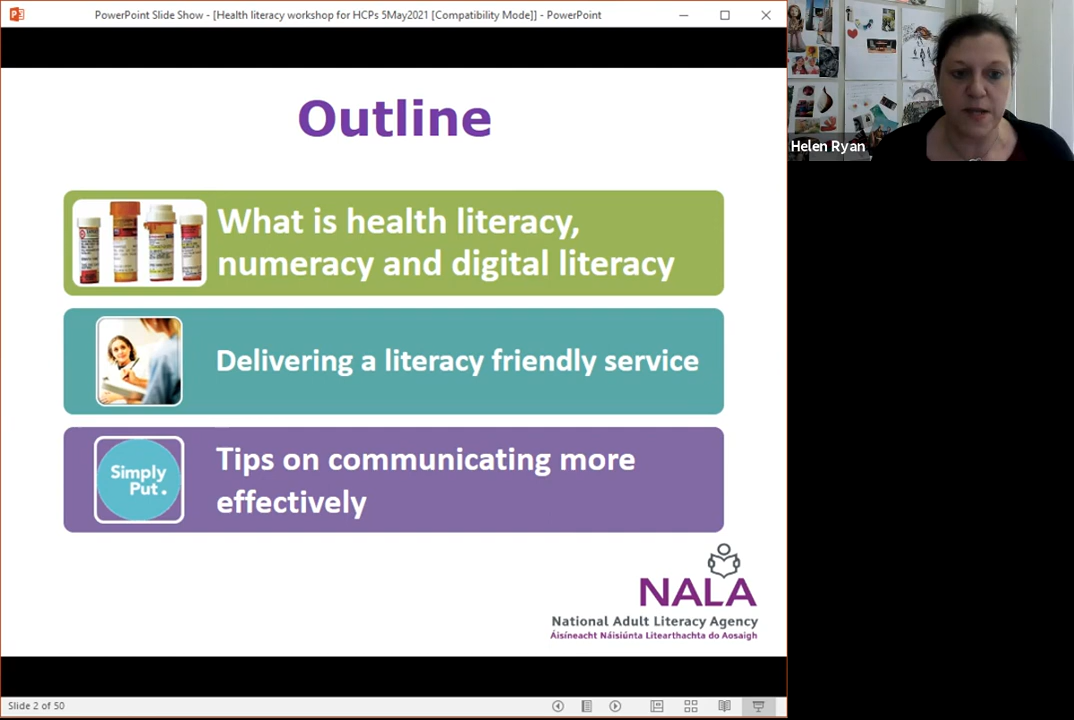 PowerPoint Slide Show - [Health literacy workshop for HCPs 5May2021 [Compatibility Mode]] - PowerPoint
Helen Ryan
Outline
What is health literacy,
numeracy and digital literacy
Delivering a literacy friendly service
Simply
Put.
Tips on communicating more
effectively
NALA
National Adult Literacy Agency
Áisíneacht Náisiúnta Litearthachta do Aosaigh
Slide 2 of 50